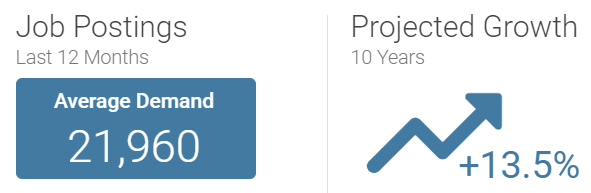 Job Postings
Last 12 Months
Average Demand
21,960
Projected Growth
10 Years
+13.5%